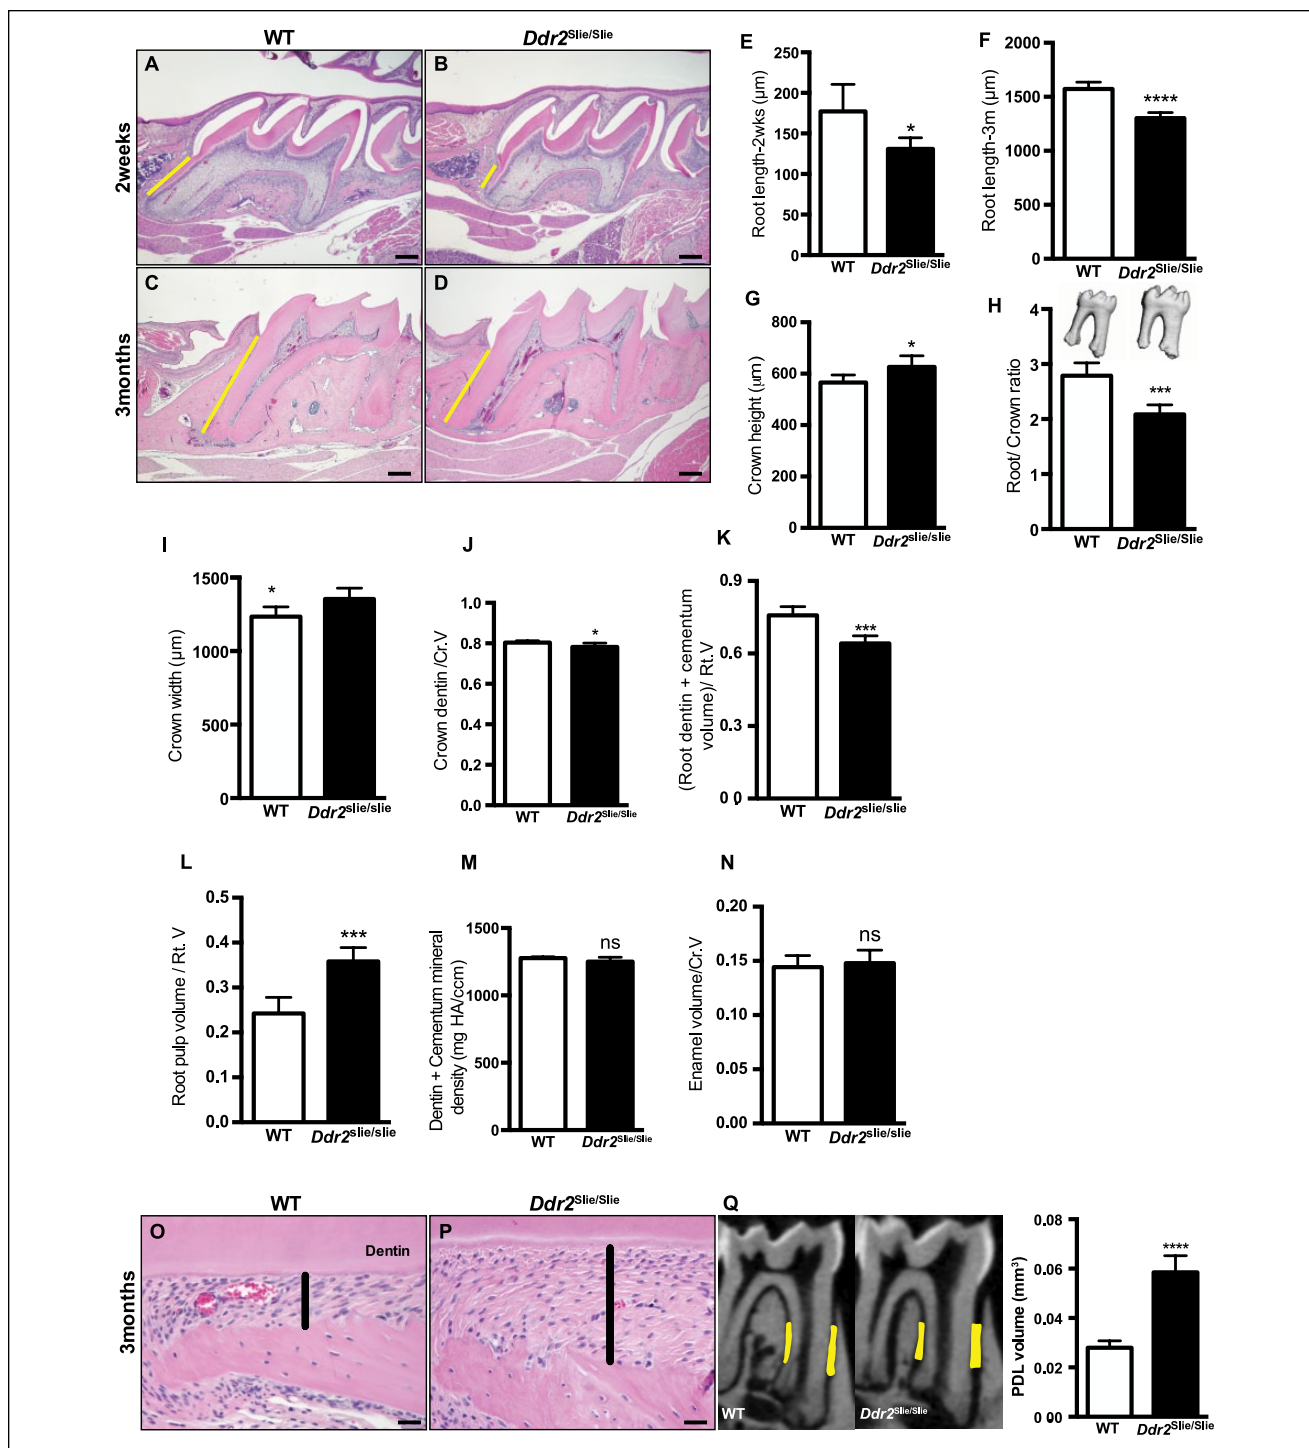 WT
Ddr2Slie/Slie
2weeks
A
B
3months
C
D
E
Root length-2wks (µm)
250
200
150
100
50
0
*
WT
Ddr2Slie/Slie
F
Root length-3m (µm)
2000
1500
1000
500
0
****
WT
Ddr2Slie/Slie
G
Crown height (µm)
800
600
400
200
0
*
WT
Ddr2slie/slie
H
Root/ Crown ratio
4
3
2
1
0
***
WT
Ddr2Slie/Slie
I
Crown width (µm)
1500
1000
500
0
*
WT
Ddr2slie/slie
J
Crown dentin /Cr.V
1.0
0.8
0.6
0.4
0.2
0.0
*
WT
Ddr2Slie/Slie
K
(Root dentin + cementum
volume)/ Rt.V
0.9
0.6
0.3
0 0
***
WT
Ddr2slie/slie
L
Root pulp volume / Rt. V
0.5
0.4
0.3
0.2
0.1
0.0
***
WT
Ddr2slie/slie
M
Dentin + Cementum mineral
density (mg HA/ccm)
1500
1000
500
0
ns
WT
Ddr2Slie/Slie
N
Enamel volume/Cr.V
0.20
0.15
0.10
0.05
0.00
ns
WT
Ddr2slie/slie
WT
Ddr2Slie/Slie
3months
O
Dentin
P
Q
WT
Ddr2Slie/Slie
PDL volume (mm³)
0.08
0.06
0.04
0.02
0 00
****
WT
Ddr2Slie/Slie